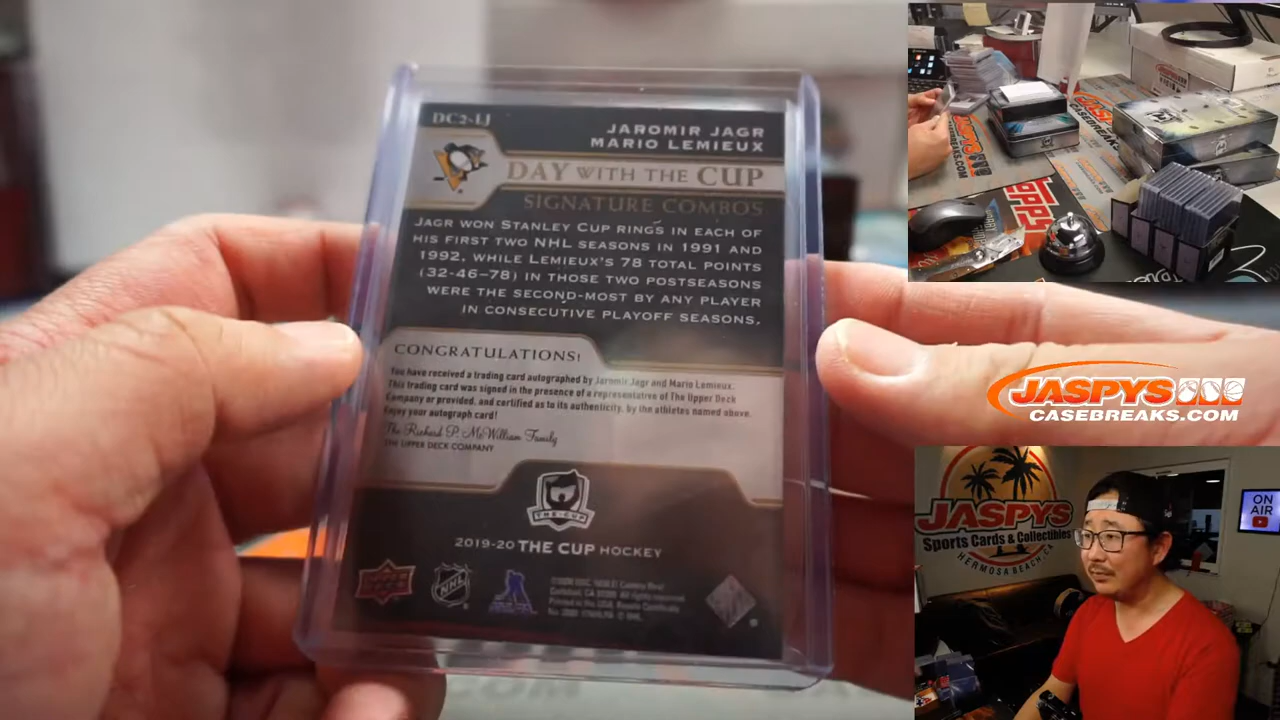 DC2-LJ
JAROMIR JAGR
MARIO LEMIEUX
DAY WITH THE CUP
SIGNATURE COMBOS
JAGR WON STANLEY CUP RINGS IN EACH OF
HIS FIRST TWO NHL SEASONS IN 1991 AND
1992, WHILE LEMIEUX'S 78 TOTAL POINTS
(32-46–78) IN THOSE TWO POSTSEASONS
WERE THE SECOND-MOST BY ANY PLAYER
IN CONSECUTIVE PLAYOFF SEASONS.
CONGRATULATIONS!
You have received a trading card autographed by Jaromir Jagr and Mario Lemieux.
This trading card was signed in the presence of a representative of The Upper Deck
Company or provided, and certified as to its authenticity, by the athletes named above.
Enjoy your autograph card!
The Richard P. McWilliam Family
THE UPPER DECK COMPANY
THE CUP
2019-20 THE CUP HOCKEY
NHL
JASPYS
CASEBREAKS.COM
TOPPS
JASPYS
CASEBREAKS.COM
JASPYS
Sports Cards & Collectibles
HERMOSA BEACH, CA
ON
AIR